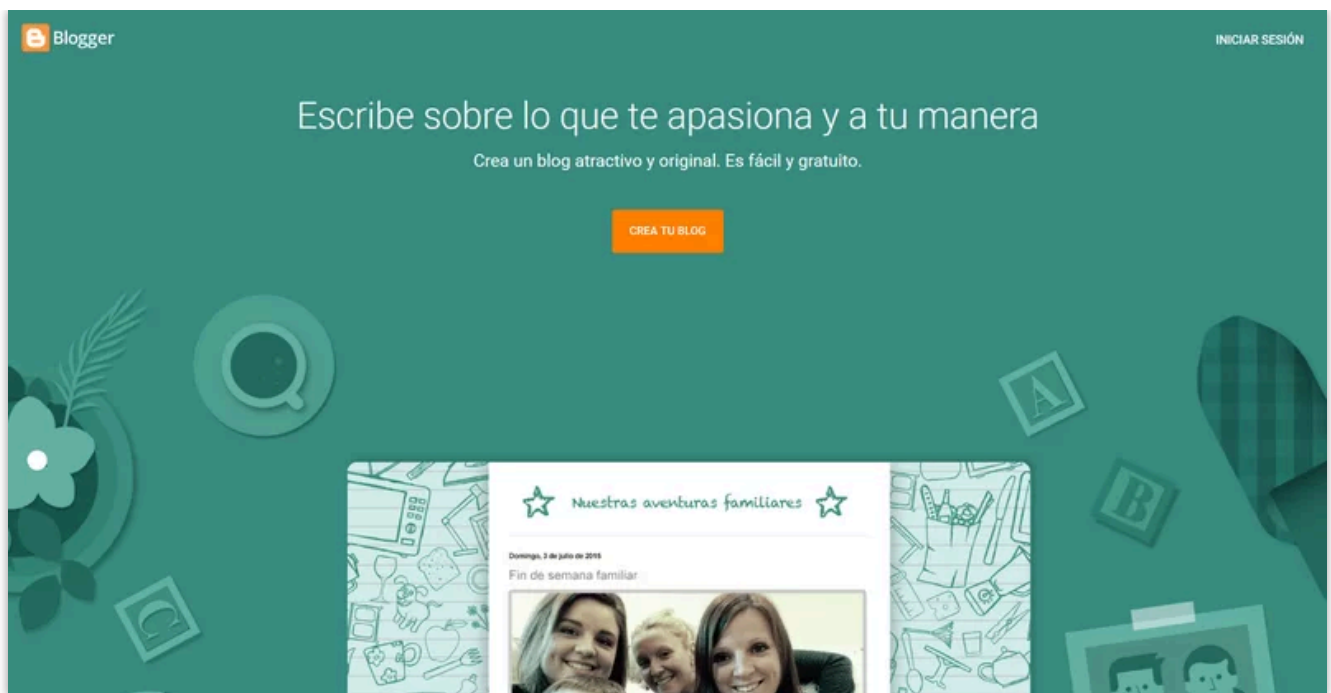 Blogger
INICIAR SESIÓN
Escribe sobre lo que te apasiona y a tu manera
Crea un blog atractivo y original. Es fácil y gratuito.
CREA TU BLOG
A
B
C
Nuestras aventuras familiares
Domingo, 3 de julio de 2015
Fin de semana familiar